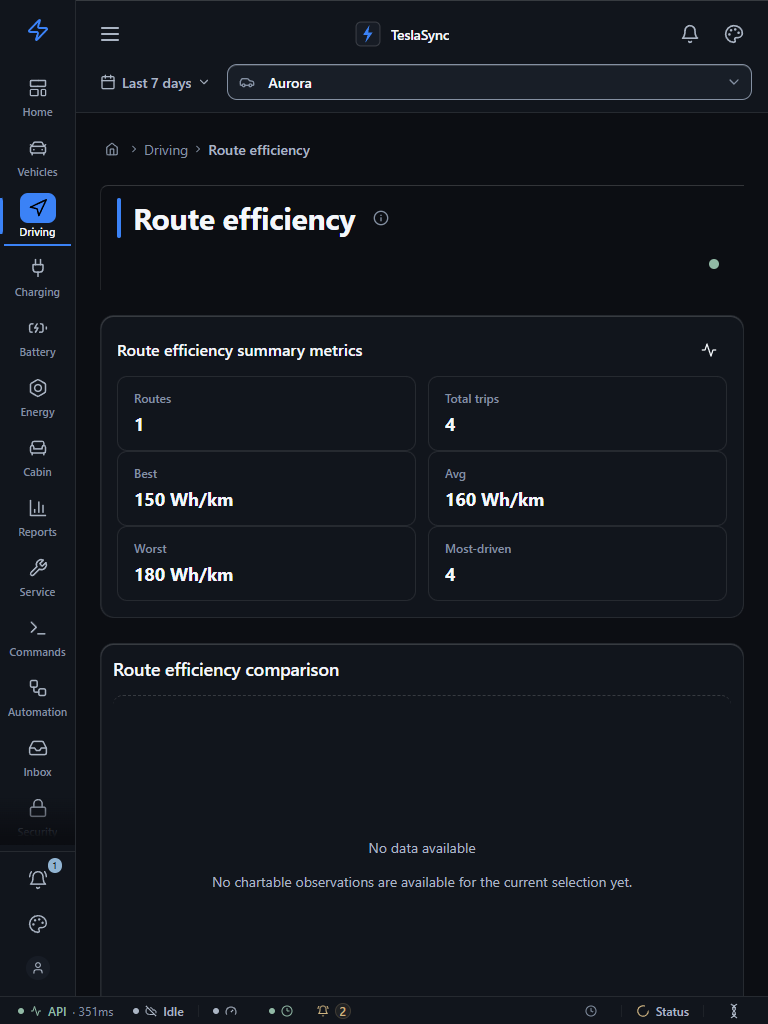 TeslaSync
Last 7 days
Aurora
Home
Vehicles
Driving
Charging
Battery
Energy
Cabin
Reports
Service
Commands
Automation
Inbox
Security
1
Driving
Route efficiency
Route efficiency
Route efficiency summary metrics
Routes
1
Total trips
4
Best
150 Wh/km
Avg
160 Wh/km
Worst
180 Wh/km
Most-driven
4
Route efficiency comparison
No data available
No chartable observations are available for the current selection yet.
API · 351ms
Idle
2
Status